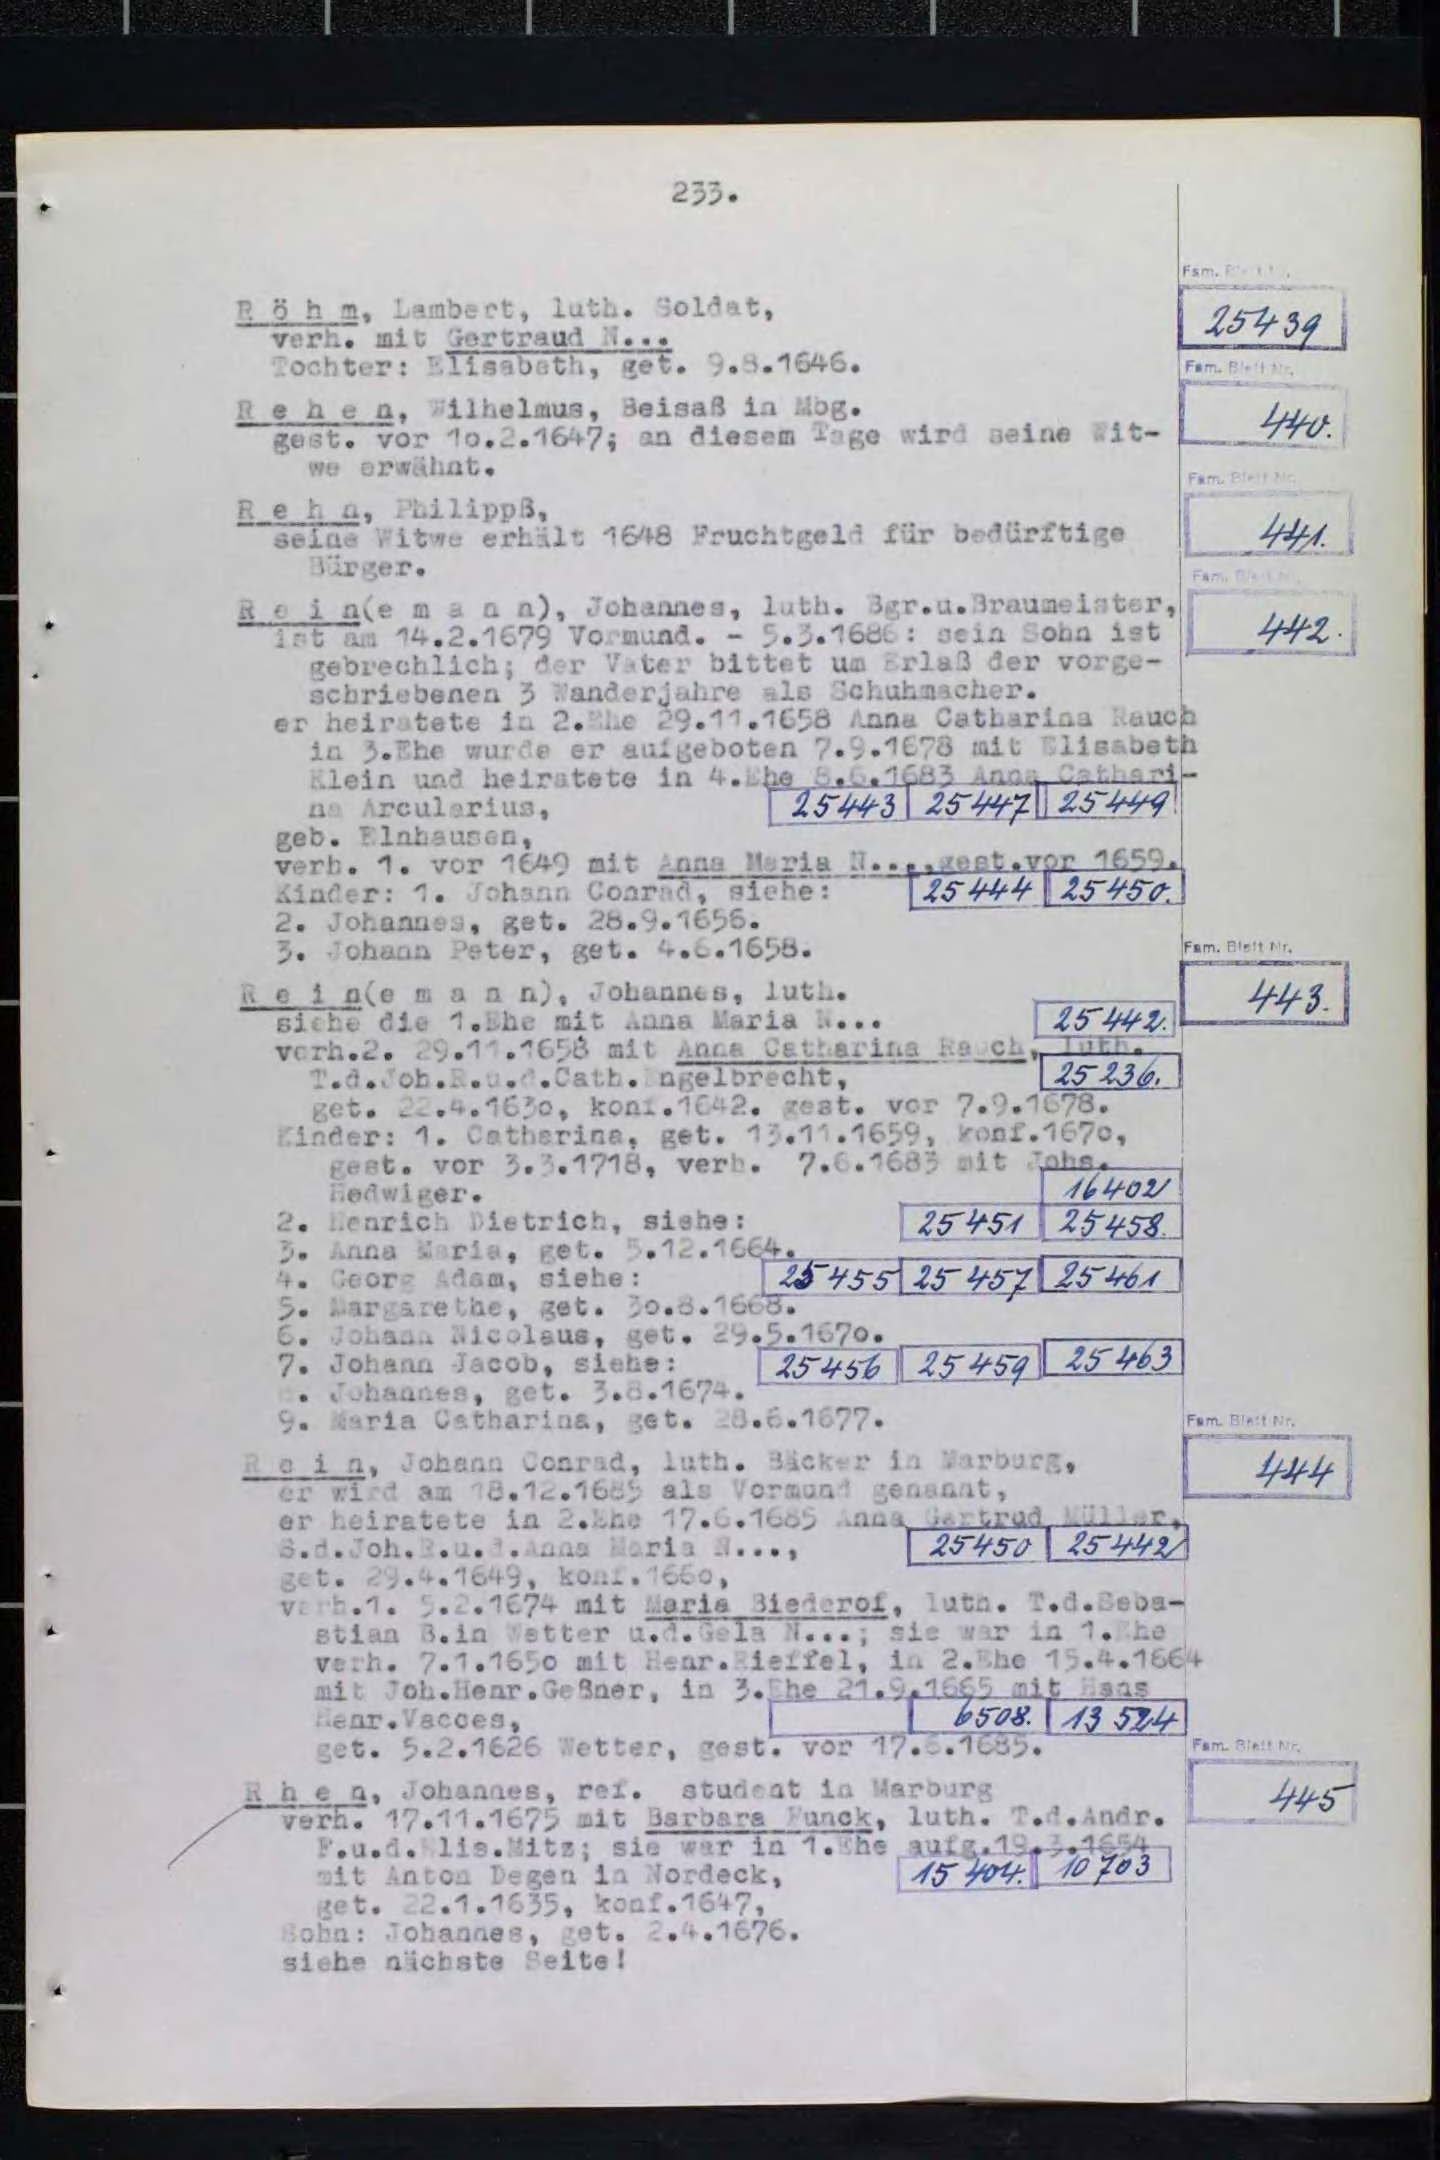 233.
Fam. Blatt Nr.
R ö h m, Lambert, luth. Soldat,
25439
verh. mit Gertraud N...
Tochter: Elisabeth, get. 9.8.1646.
Fam. Blatt Nr.
R e h e n, Wilhelmus, Beisaß in Mbg.
440.
gest. vor 1o.2.1647; an diesem Tage wird seine Wit-
we erwähnt.
Fam. Blatt Nr.
R e h n, Philippß,
seine Witwe erhält 1648 Fruchtgeld für bedürftige
441.
Bürger.
Fam. Blatt Nr.
R e i n(e m a n n), Johannes, luth. Bgr.u.Braumeister,
ist am 14.2.1679 Vormund. - 5.3.1686: sein Sohn ist
442.
gebrechlich; der Vater bittet um Erlaß der vorge-
schriebenen 3 Wanderjahre als Schuhmacher.
er heiratete in 2.Ehe 29.11.1658 Anna Catharina Rauch
in 3.Ehe wurde er aufgeboten 7.9.1678 mit Elisabeth
Klein und heiratete in 4.Ehe 8.6.1683 Anna Cathari-
na Arcularius,
25443 25447 25449
geb. Elnhausen,
verh. 1. vor 1649 mit Anna Maria N...,gest.vor 1659.
Kinder: 1. Johann Conrad, siehe:
25444 25450.
2. Johannes, get. 28.9.1656.
3. Johann Peter, get. 4.6.1658.
Fam. Blatt Nr.
R e i n(e m a n n), Johannes, luth.
443.
siehe die 1.Ehe mit Anna Maria N...
25442.
verh.2. 29.11.1658 mit Anna Catharina Rauch, luth.
T.d.Joh.R.u.d.Cath.Engelbrecht,
25236.
get. 22.4.163o, konf.1642. gest. vor 7.9.1678.
Kinder: 1. Catharina, get. 13.11.1659, konf.167o,
gest. vor 3.3.1718, verh. 7.6.1683 mit Johs.
Hedwiger.
16402
2. Henrich Dietrich, siehe:
25451 25458.
3. Anna Maria, get. 5.12.1664.
4. Georg Adam, siehe:
25455 25457 25461
5. Margarethe, get. 3o.8.1668.
6. Johann Nicolaus, get. 29.5.167o.
7. Johann Jacob, siehe:
25456 25459 25463
8. Johannes, get. 3.8.1674.
9. Maria Catharina, get. 28.6.1677.
Fam. Blatt Nr.
R e i n, Johann Conrad, luth. Bäcker in Marburg,
444
er wird am 18.12.1685 als Vormund genannt,
er heiratete in 2.Ehe 17.6.1685 Anna Gertrud Müller,
S.d.Joh.R.u.d.Anna Maria N...,
25450 25442
get. 29.4.1649, konf.166o,
verh.1. 5.2.1674 mit Maria Biederof, luth. T.d.Seba-
stian B.in Wetter u.d.Gela N...; sie war in 1.Ehe
verh. 7.1.165o mit Henr.Rieffel, in 2.Ehe 15.4.1664
mit Joh.Henr.Geßner, in 3.Ehe 21.9.1665 mit Hans
Henr.Vacces,
6508. 13524
get. 5.2.1626 Wetter, gest. vor 17.6.1685.
Fam. Blatt Nr.
R h e n, Johannes, ref. student in Marburg
445
verh. 17.11.1675 mit Barbara Funck, luth. T.d.Andr.
F.u.d.Elis.Mitz; sie war in 1.Ehe aufg.19.3.1654
mit Anton Degen in Nordeck,
15404. 10703
get. 22.1.1635, konf.1647,
Sohn: Johannes, get. 2.4.1676.
siehe nächste Seite!